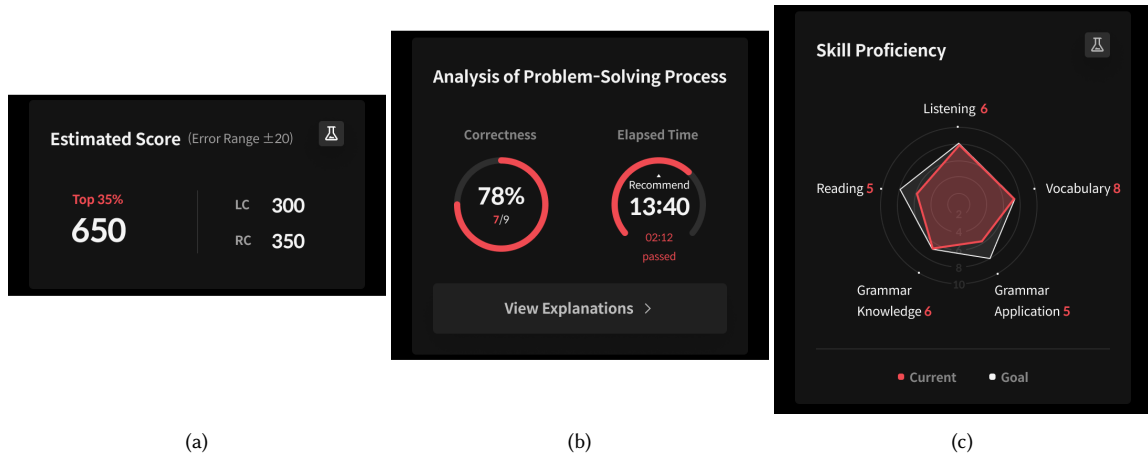 Estimated Score (Error Range ±20)
Top 35%
650
LC 300
RC 350
Analysis of Problem-Solving Process
Correctness
78%
7/9
Elapsed Time
Recommend
13:40
02:12
passed
View Explanations >
Skill Proficiency
Listening 6
Reading 5
Vocabulary 8
2
4
6
8
10
Grammar
Knowledge 6
Grammar
Application 5
Current
Goal
(a)
(b)
(c)